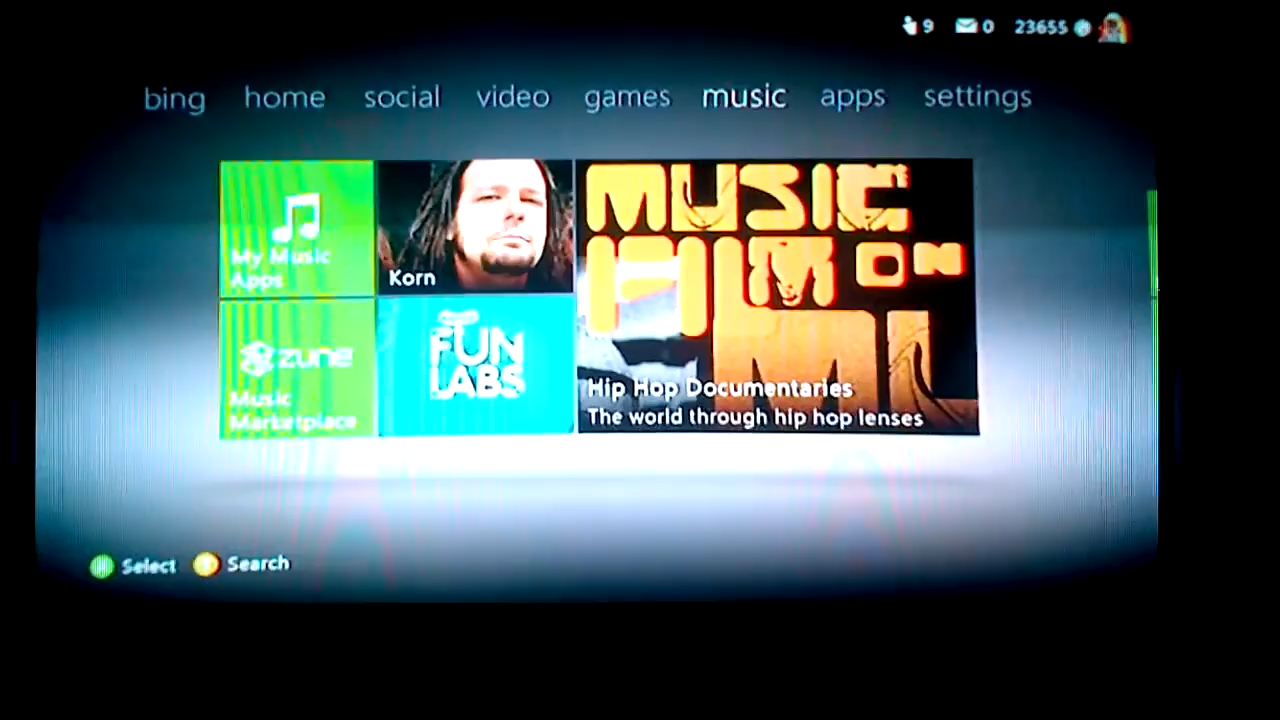 9 0 23655
bing home social video games music apps settings
My Music
Apps
Korn
MUSIC
FILM ON
Hip Hop Documentaries
The world through hip hop lenses
zune
Music
Marketplace
FUN
LABS
Select Search